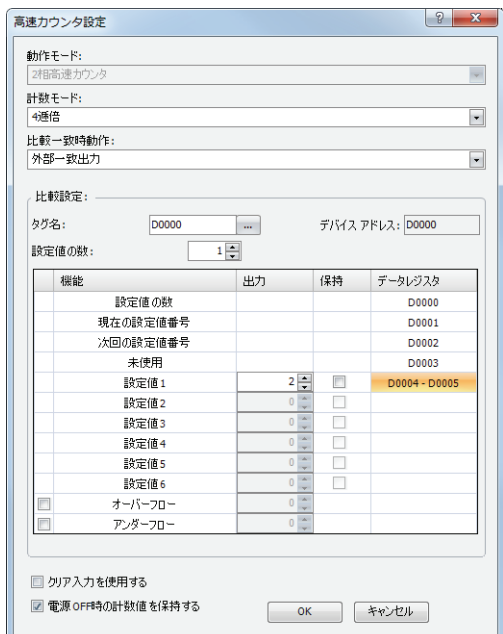 高速カウンタ設定
動作モード:
2相高速カウンタ
計数モード:
4逓倍
比較一致時動作:
外部一致出力
比較設定:
タグ名: D0000 ... デバイス アドレス: D0000
設定値の数: 1
機能 出力 保持 データレジスタ
設定値の数 D0000
現在の設定値番号 D0001
次回の設定値番号 D0002
未使用 D0003
設定値1 2 D0004 - D0005
設定値2 0
設定値3 0
設定値4 0
設定値5 0
設定値6 0
オーバーフロー 0
アンダーフロー 0
クリア入力を使用する
電源OFF時の計数値を保持する
OK キャンセル